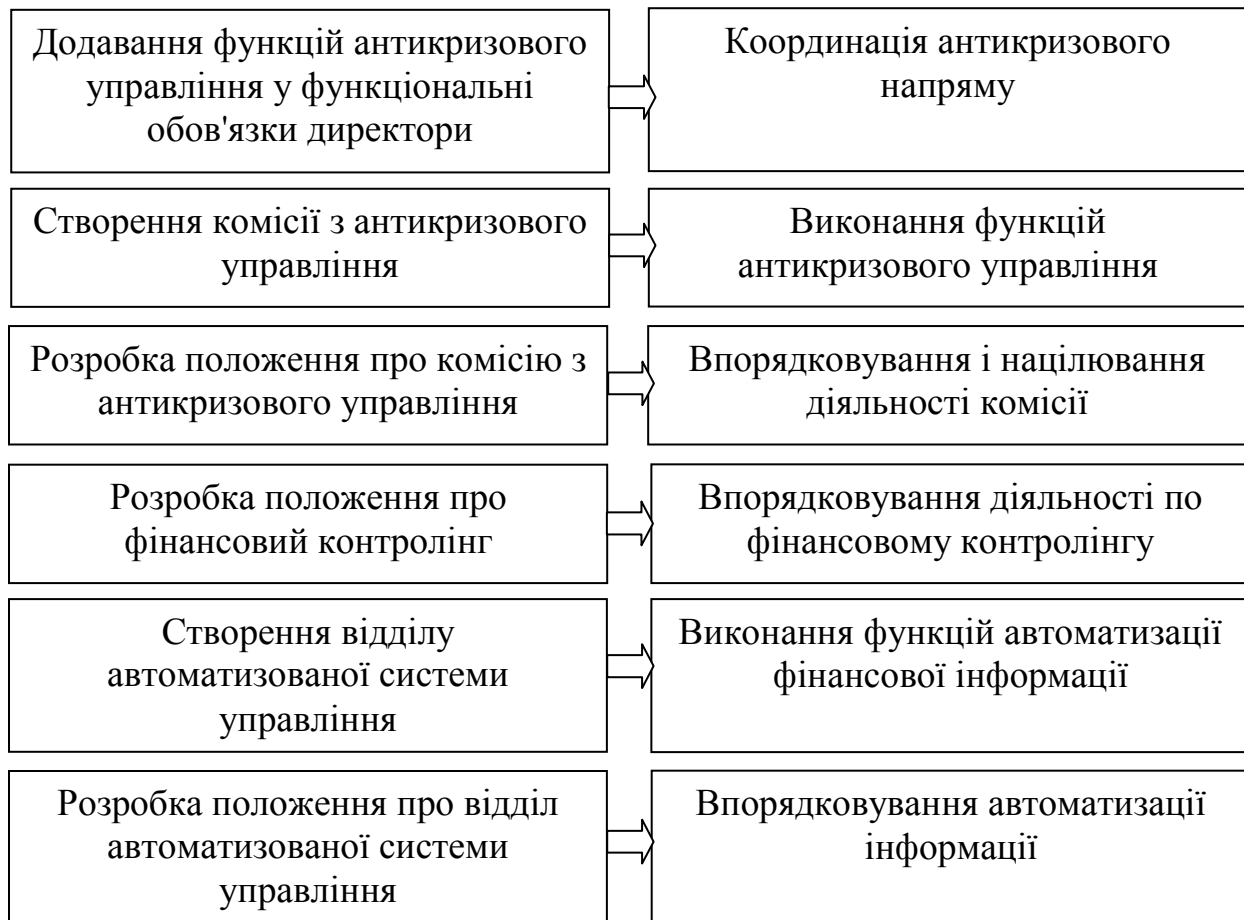 Додавання функцій антикризового
управління у функціональні
обов'язки директори
Координація антикризового
напряму
Створення комісії з антикризового
управління
Виконання функцій
антикризового управління
Розробка положення про комісію з
антикризового управління
Впорядковування і націлювання
діяльності комісії
Розробка положення про
фінансовий контролінг
Впорядковування діяльності по
фінансовому контролінгу
Створення відділу
автоматизованої системи
управління
Виконання функцій автоматизації
фінансової інформації
Розробка положення про відділ
автоматизованої системи
управління
Впорядковування автоматизації
інформації